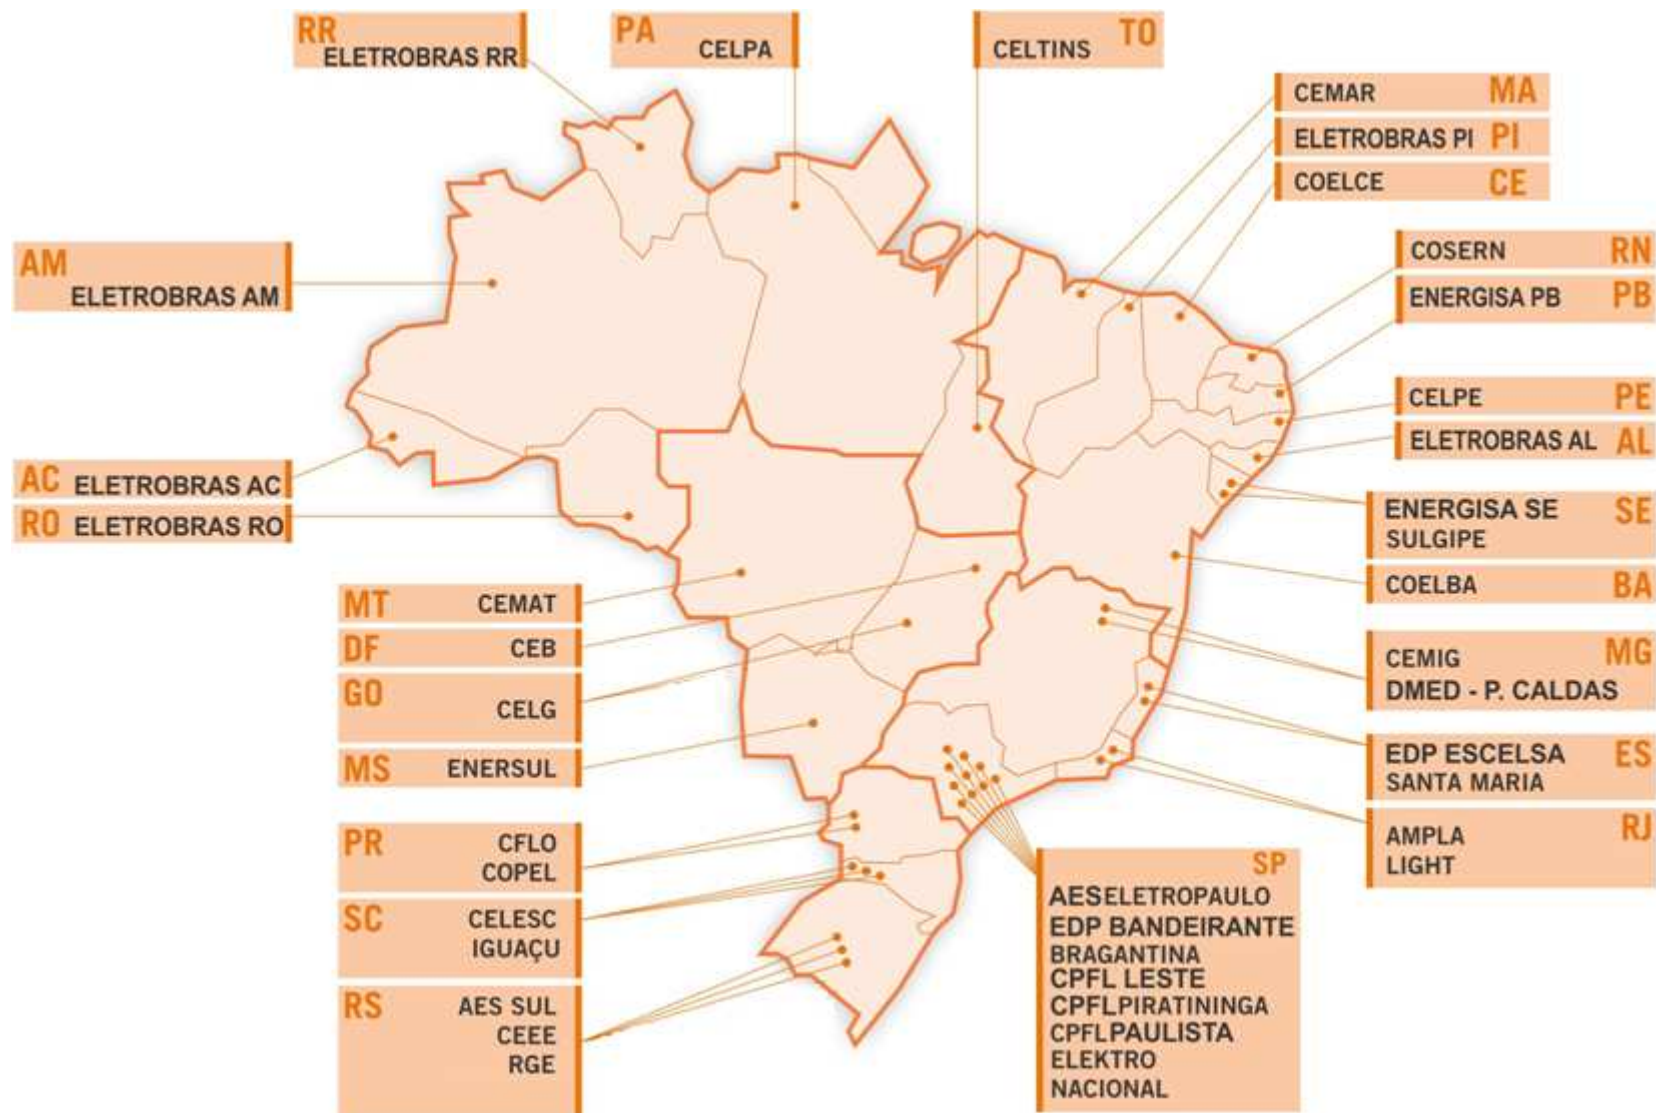 RR
ELETROBRAS RR
PA
CELPA
TO
CELTINS
CEMAR MA
ELETROBRAS PI PI
COELCE CE
COSERN RN
ENERGISA PB PB
CELPE PE
ELETROBRAS AL AL
ENERGISA SE SE
SULGIPE
COELBA BA
CEMIG MG
DMED - P. CALDAS
EDP ESCELSA ES
SANTA MARIA
AMPLA RJ
LIGHT
AM
ELETROBRAS AM
AC ELETROBRAS AC
RO ELETROBRAS RO
MT CEMAT
DF CEB
GO
CELG
MS ENERSUL
PR CFLO
COPEL
SC CELESC
IGUAÇU
RS AES SUL
CEEE
RGE
SP
AESELETROPAULO
EDP BANDEIRANTE
BRAGANTINA
CPFL LESTE
CPFLPIRATININGA
CPFLPAULISTA
ELEKTRO
NACIONAL